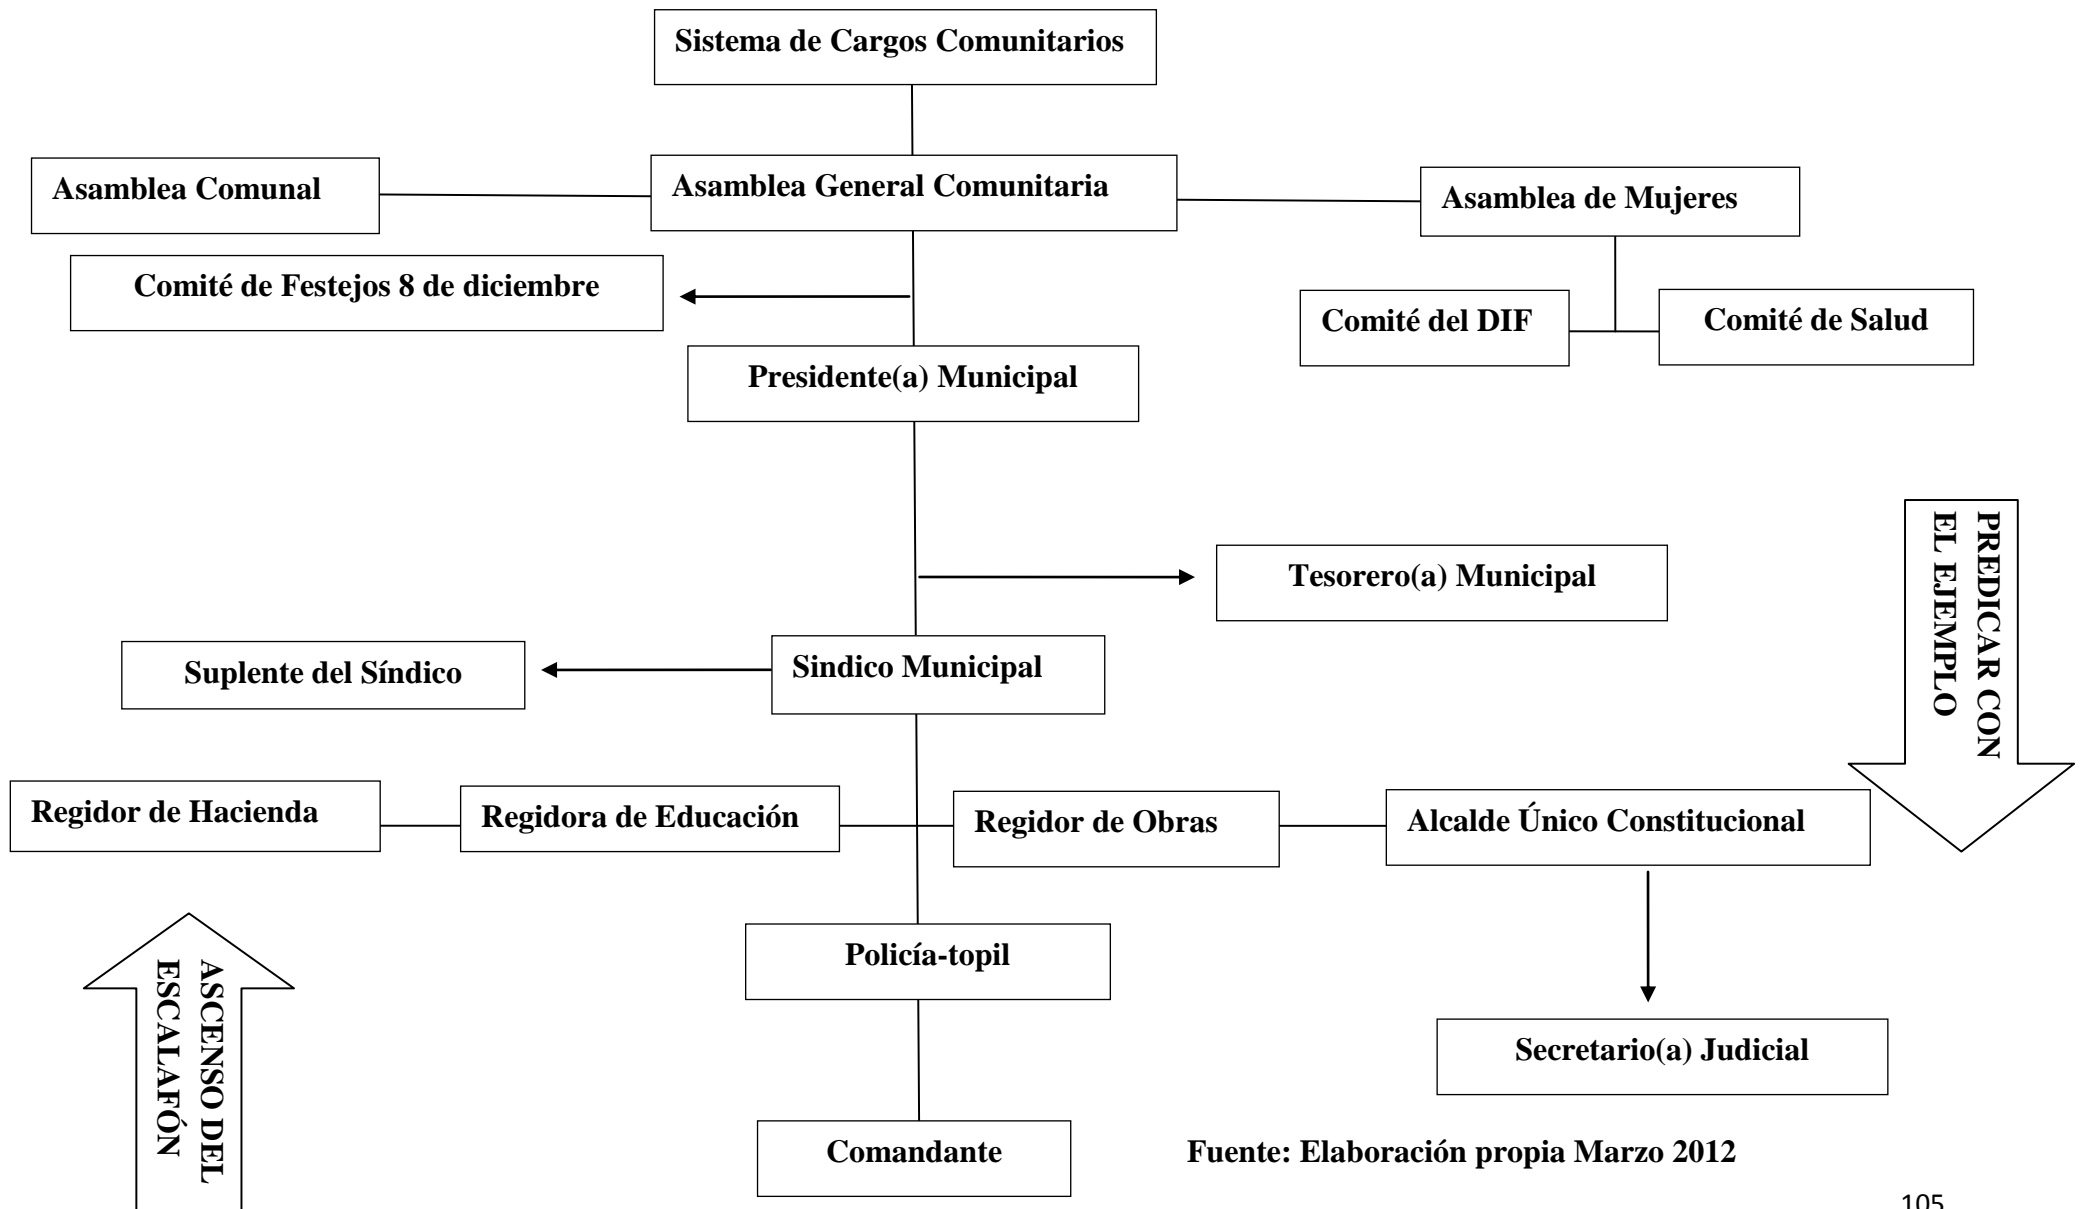 Sistema de Cargos Comunitarios
Asamblea Comunal
Asamblea General Comunitaria
Asamblea de Mujeres
Comité de Festejos 8 de diciembre
Comité del DIF
Comité de Salud
Presidente(a) Municipal
PREDICAR CON
EL EJEMPLO
Tesorero(a) Municipal
Suplente del Síndico
Sindico Municipal
Regidor de Hacienda
Regidora de Educación
Regidor de Obras
Alcalde Único Constitucional
ASCENSO DEL
ESCALAFÓN
Policía-topil
Secretario(a) Judicial
Comandante
Fuente: Elaboración propia Marzo 2012
105